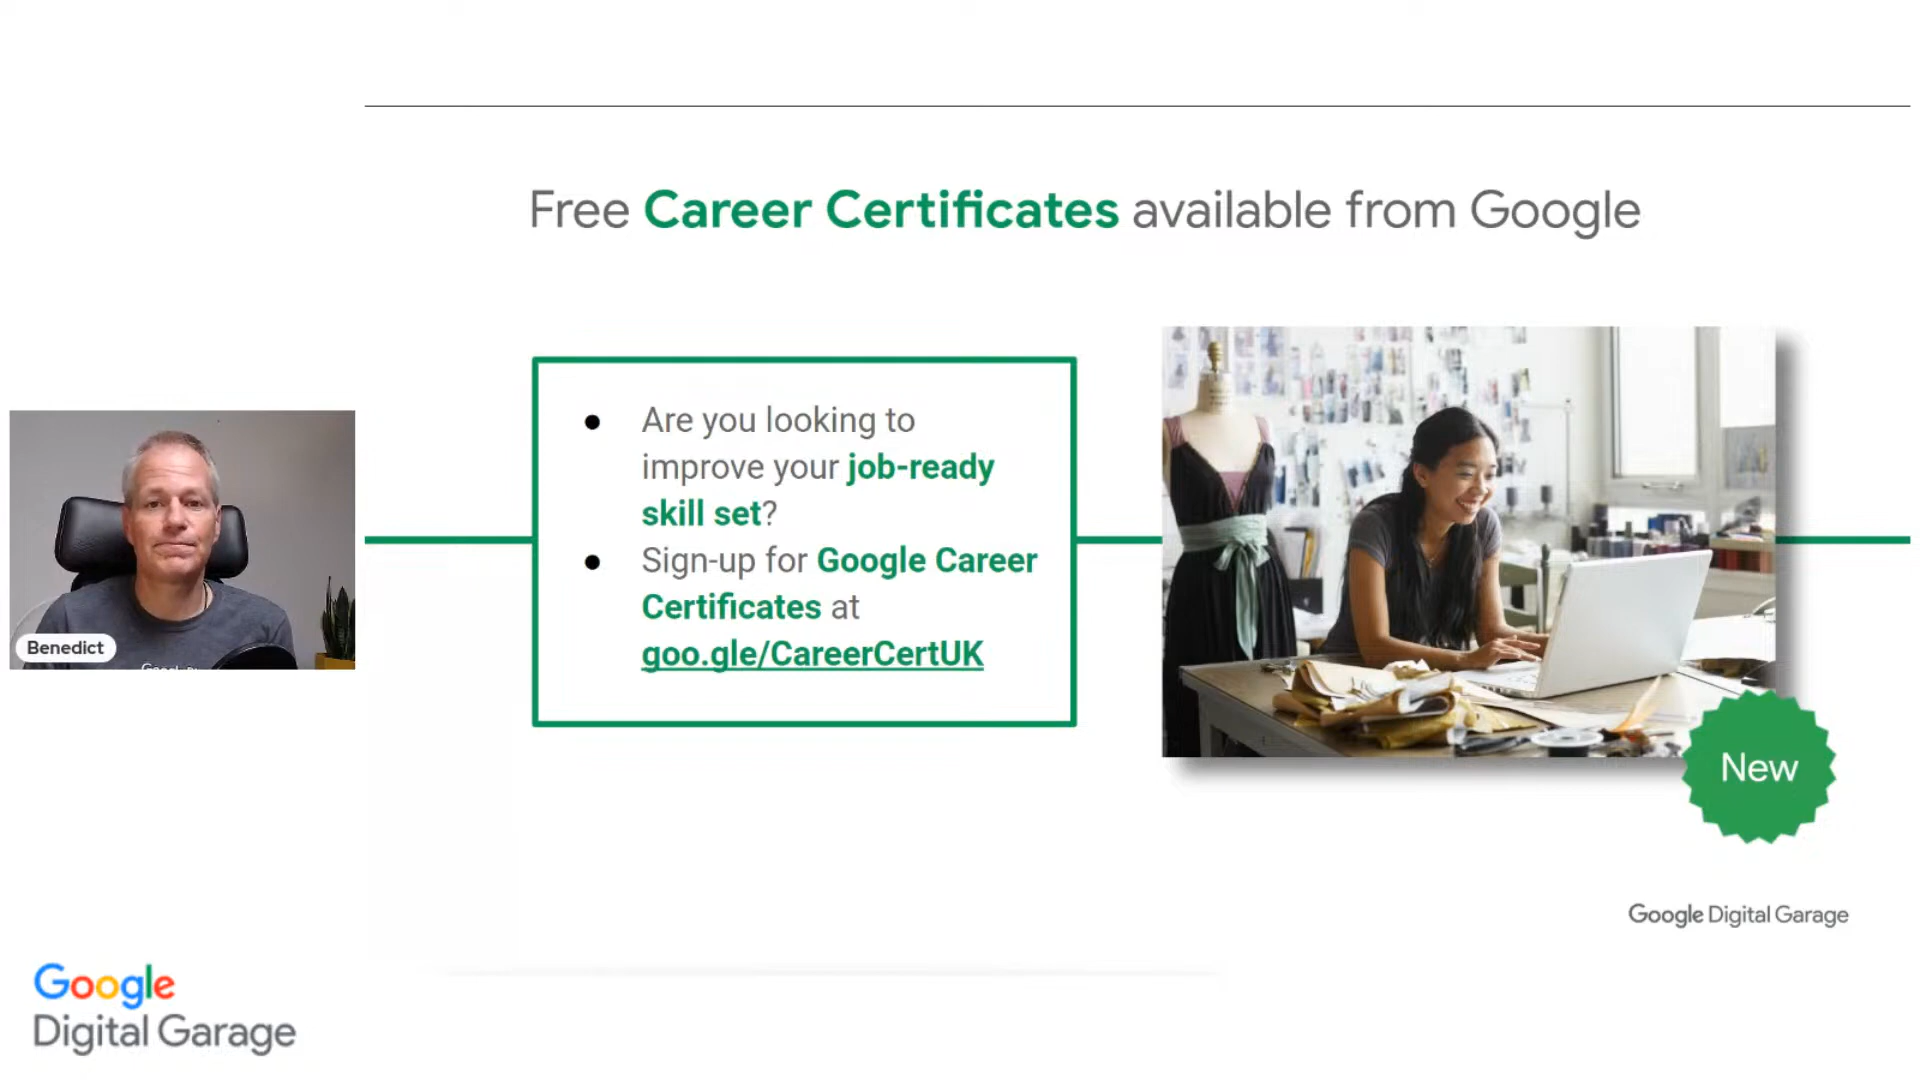 Free Career Certificates available from Google
● Are you looking to
improve your job-ready
skill set?
● Sign-up for Google Career
Certificates at
goo.gle/CareerCertUK
Benedict
New
Google Digital Garage
Google
Digital Garage